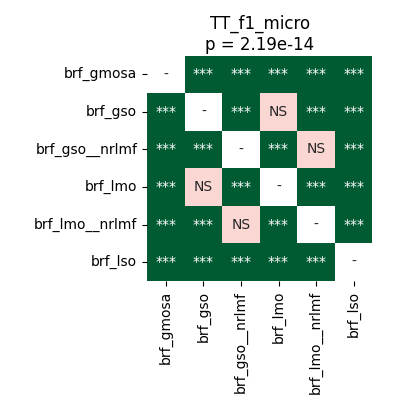 TT_f1_micro
p = 2.19e-14
brf_gmosa - *** *** *** *** ***
brf_gso *** - *** NS *** ***
brf_gso__nrlmf *** *** - *** NS ***
brf_lmo *** NS *** - *** ***
brf_lmo__nrlmf *** *** NS *** - ***
brf_lso *** *** *** *** *** -
brf_gmosa
brf_gso
brf_gso__nrlmf
brf_lmo
brf_lmo__nrlmf
brf_lso